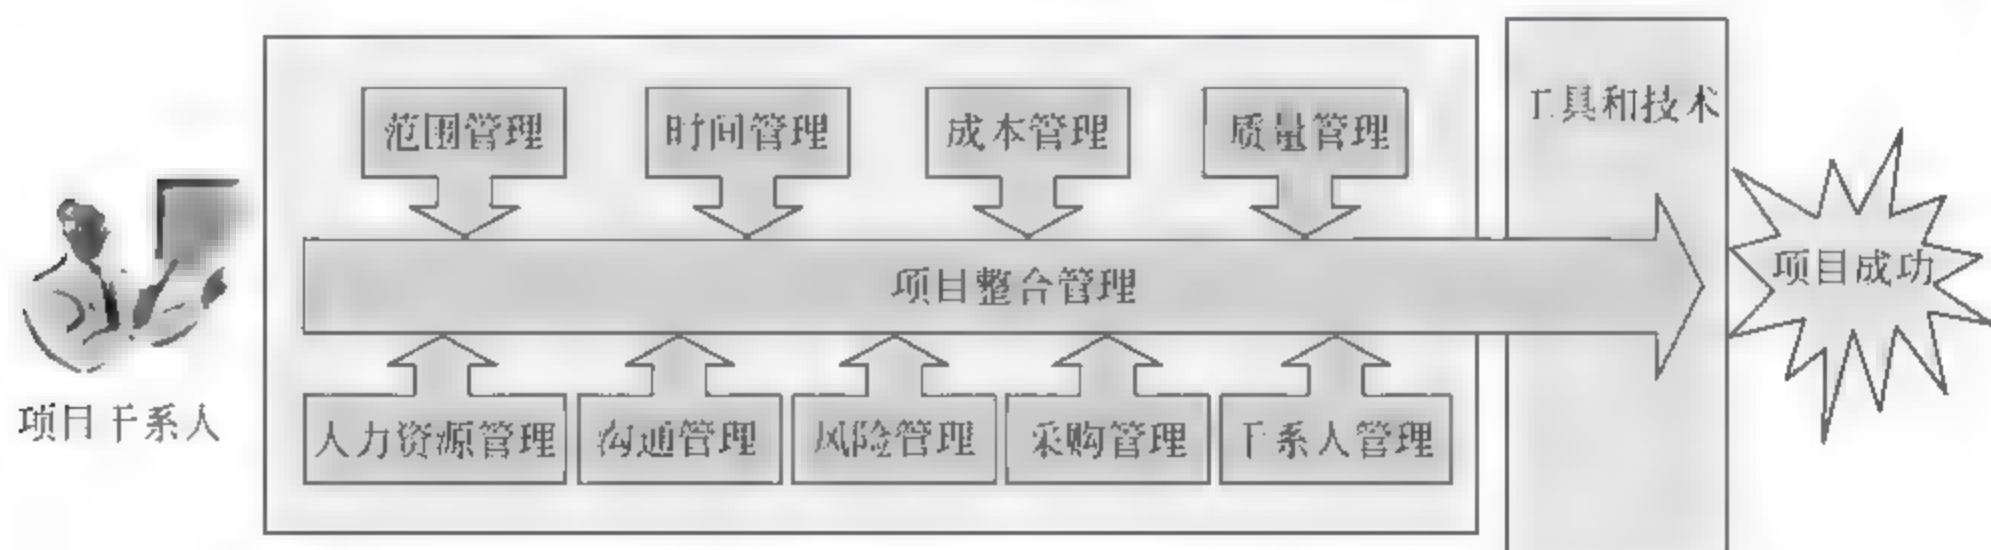 范围管理
时间管理
成本管理
质量管理
工具和技术
项目整合管理
项目成功
项目干系人
人力资源管理
沟通管理
风险管理
采购管理
干系人管理